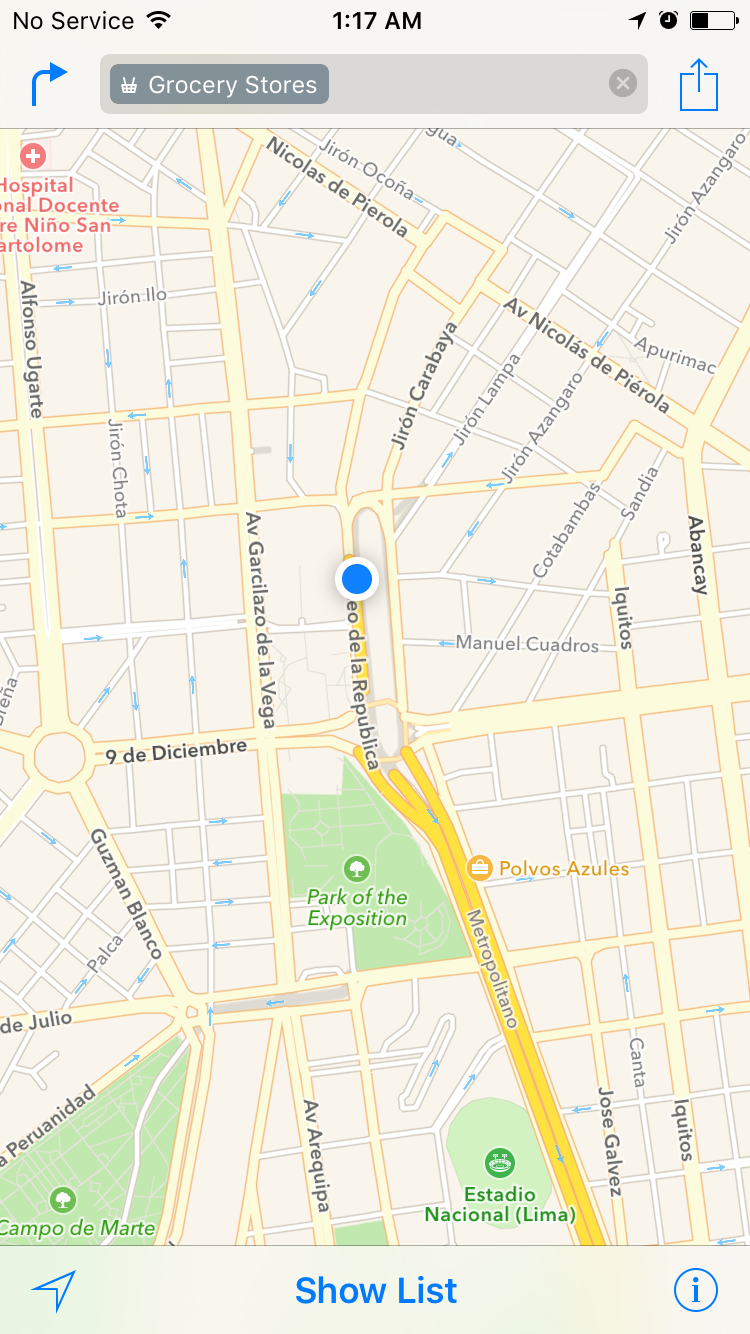 No Service
1:17 AM
Grocery Stores
Hospital
onal Docente
re Niño San
artolome
Nicolas de Pierola
Jirón Ocoña
gua
Jirón Azangaro
Jirón Ilo
Alfonso Ugarte
Jirón Chota
Jirón Carabaya
Jirón Lampa
Jirón Azangaro
Av Nicolás de Piérola
Apurimac
Cotabambas
Sandia
Abancay
Iquitos
Av Garcilazo de la Vega
eo de la Republica
Manuel Cuadros
Breña
9 de Diciembre
Guzman Blanco
Palca
Park of the
Exposition
Polvos Azules
Metropolitano
de Julio
a Peruanidad
Av Arequipa
Canta
Jose Galvez
Iquitos
Estadio
Nacional (Lima)
Campo de Marte
Show List